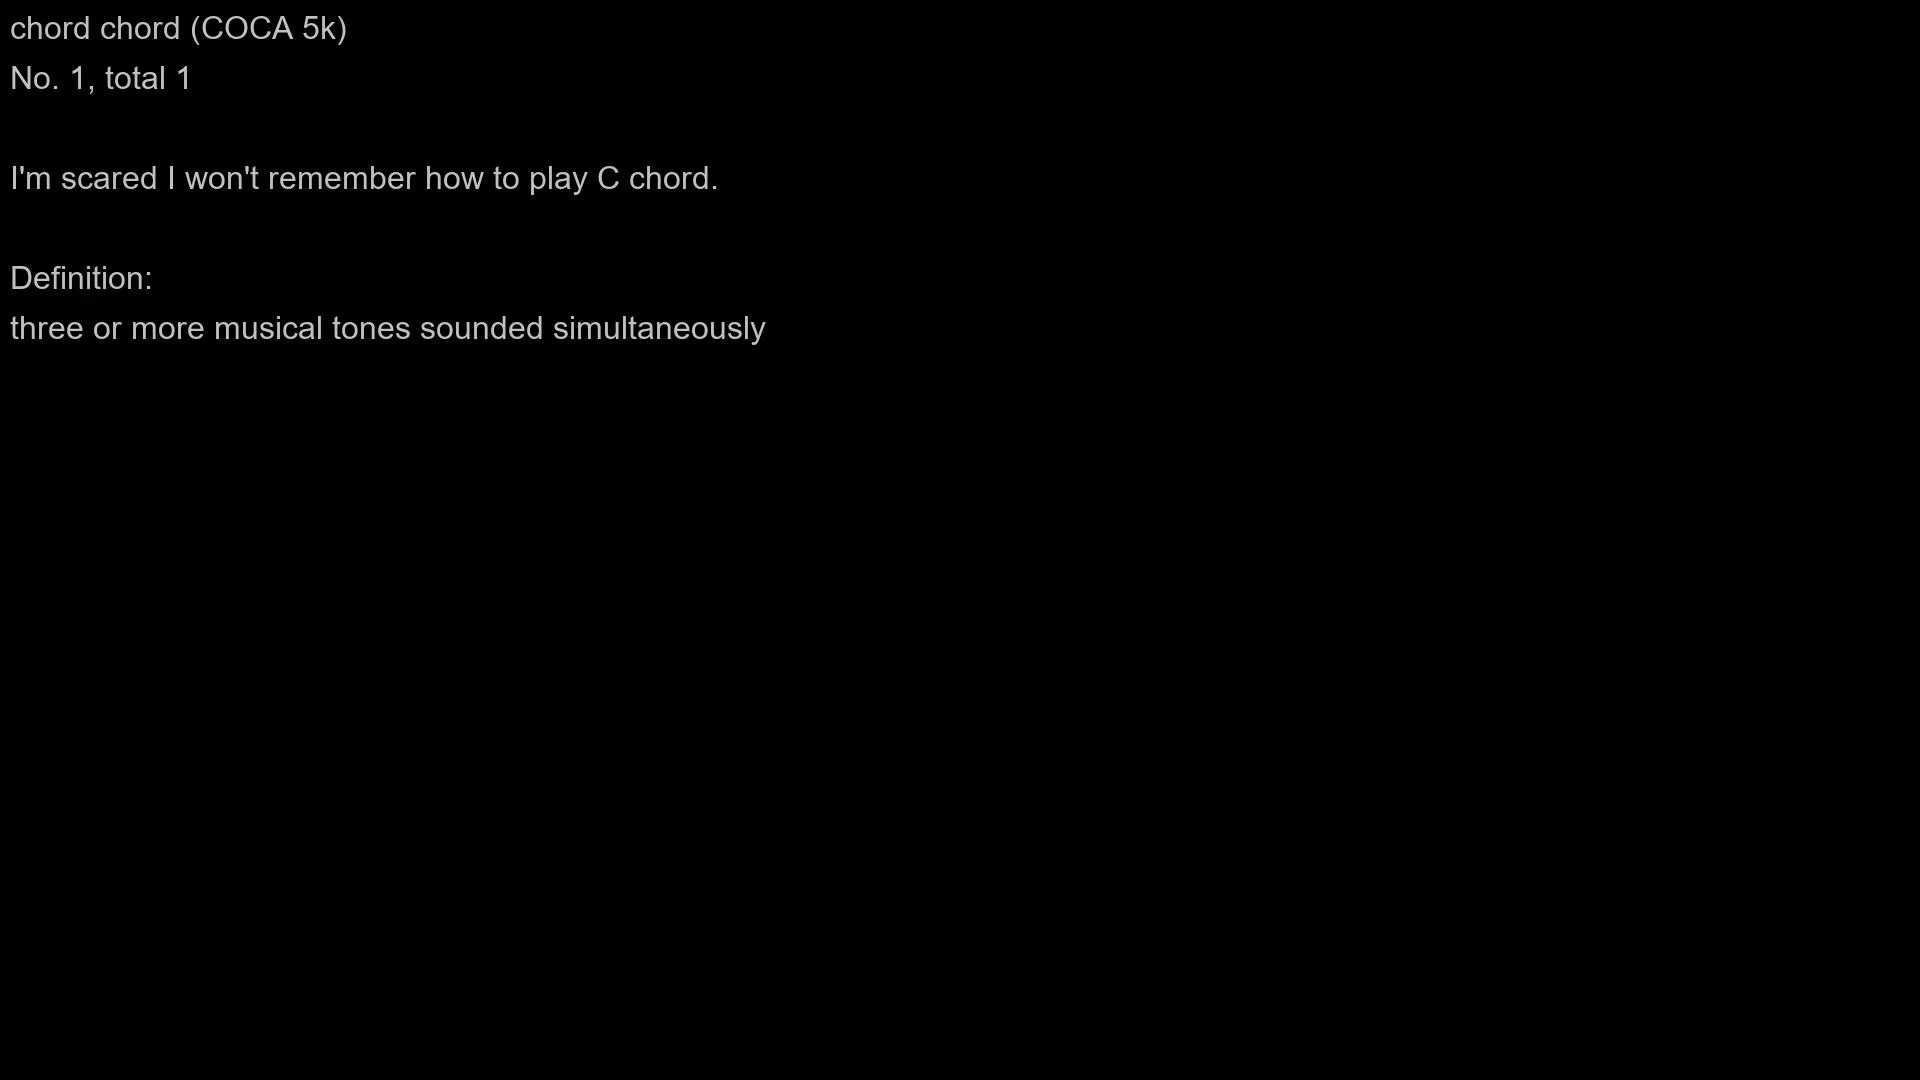 chord chord (COCA 5k)
No. 1, total 1
I'm scared I won't remember how to play C chord.
Definition:
three or more musical tones sounded simultaneously